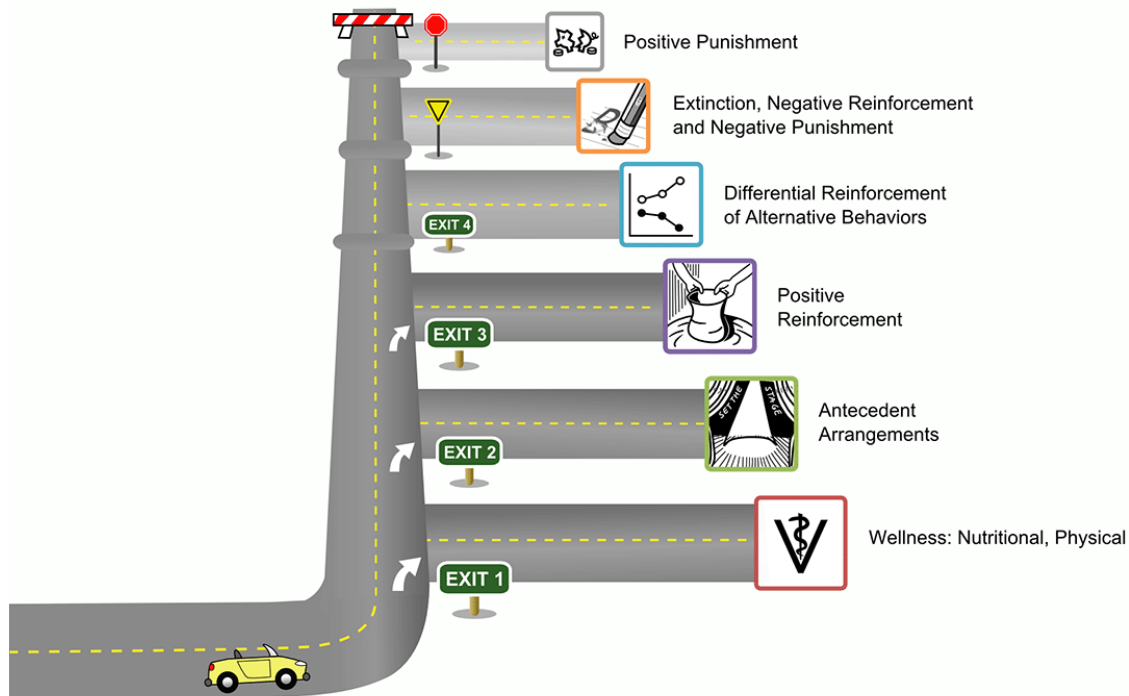 Positive Punishment
Extinction, Negative Reinforcement
and Negative Punishment
Differential Reinforcement
of Alternative Behaviors
EXIT 4
Positive
Reinforcement
EXIT 3
SET THE
STAGE
Antecedent
Arrangements
EXIT 2
Wellness: Nutritional, Physical
V
EXIT 1